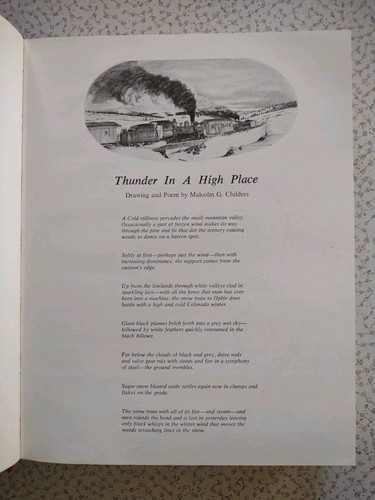 Thunder In A High Place
Drawing and Poem by Malcolm G. Childers
A Cold stillness pervades the small mountain valley.
Occasionally a gust of frozen wind makes its way
through the pine and fir that dot the scenery causing
weeds to dance on a barren spot.
Softly at first—perhaps just the wind—then with
increasing dominance, the rapport comes from the
canyon's edge.
Up from the lowlands through white valleys clad in
sparkling lace—with all the force that man has ever
born into a machine, the snow train to Ophir does
battle with a high and cold Colorado winter.
Giant black plumes belch forth into a grey wet sky—
followed by white feathers quickly consumed in the
black billows.
Far below the clouds of black and grey, drive rods
and valve gear mix with steam and fire in a symphony
of steel—the ground trembles.
Sugar snow blasted aside settles again now in clumps and
flakes on the grade.
The snow train with all of its fire—and steam—and
men rounds the bend and is lost in yesterday leaving
only black whisps in the winter wind that moves the
weeds scratching lines in the snow.